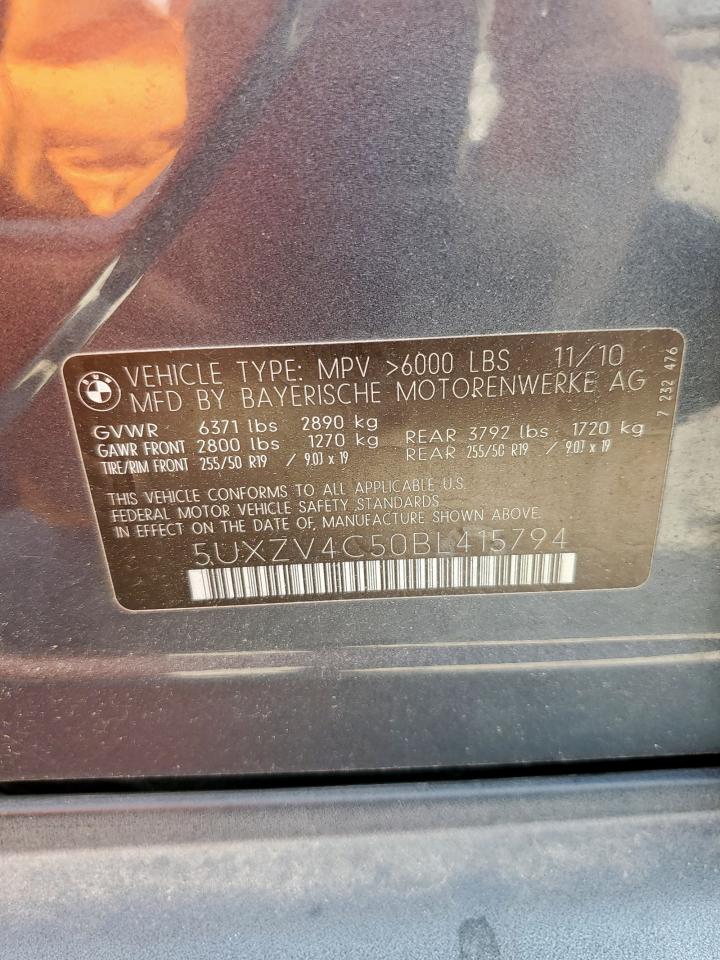 BMW
VEHICLE TYPE: MPV >6000 LBS 11/10
MFD BY BAYERISCHE MOTORENWERKE AG
GVWR 6371 lbs 2890 kg
GAWR FRONT 2800 lbs 1270 kg REAR 3792 lbs 1720 kg
TIRE/RIM FRONT 255/50 R19 / 9.0J x 19 REAR 255/50 R19 / 9.0J x 19
THIS VEHICLE CONFORMS TO ALL APPLICABLE U.S.
FEDERAL MOTOR VEHICLE SAFETY STANDARDS
IN EFFECT ON THE DATE OF MANUFACTURE SHOWN ABOVE.
5UXZV4C50BL415794
7 232 476